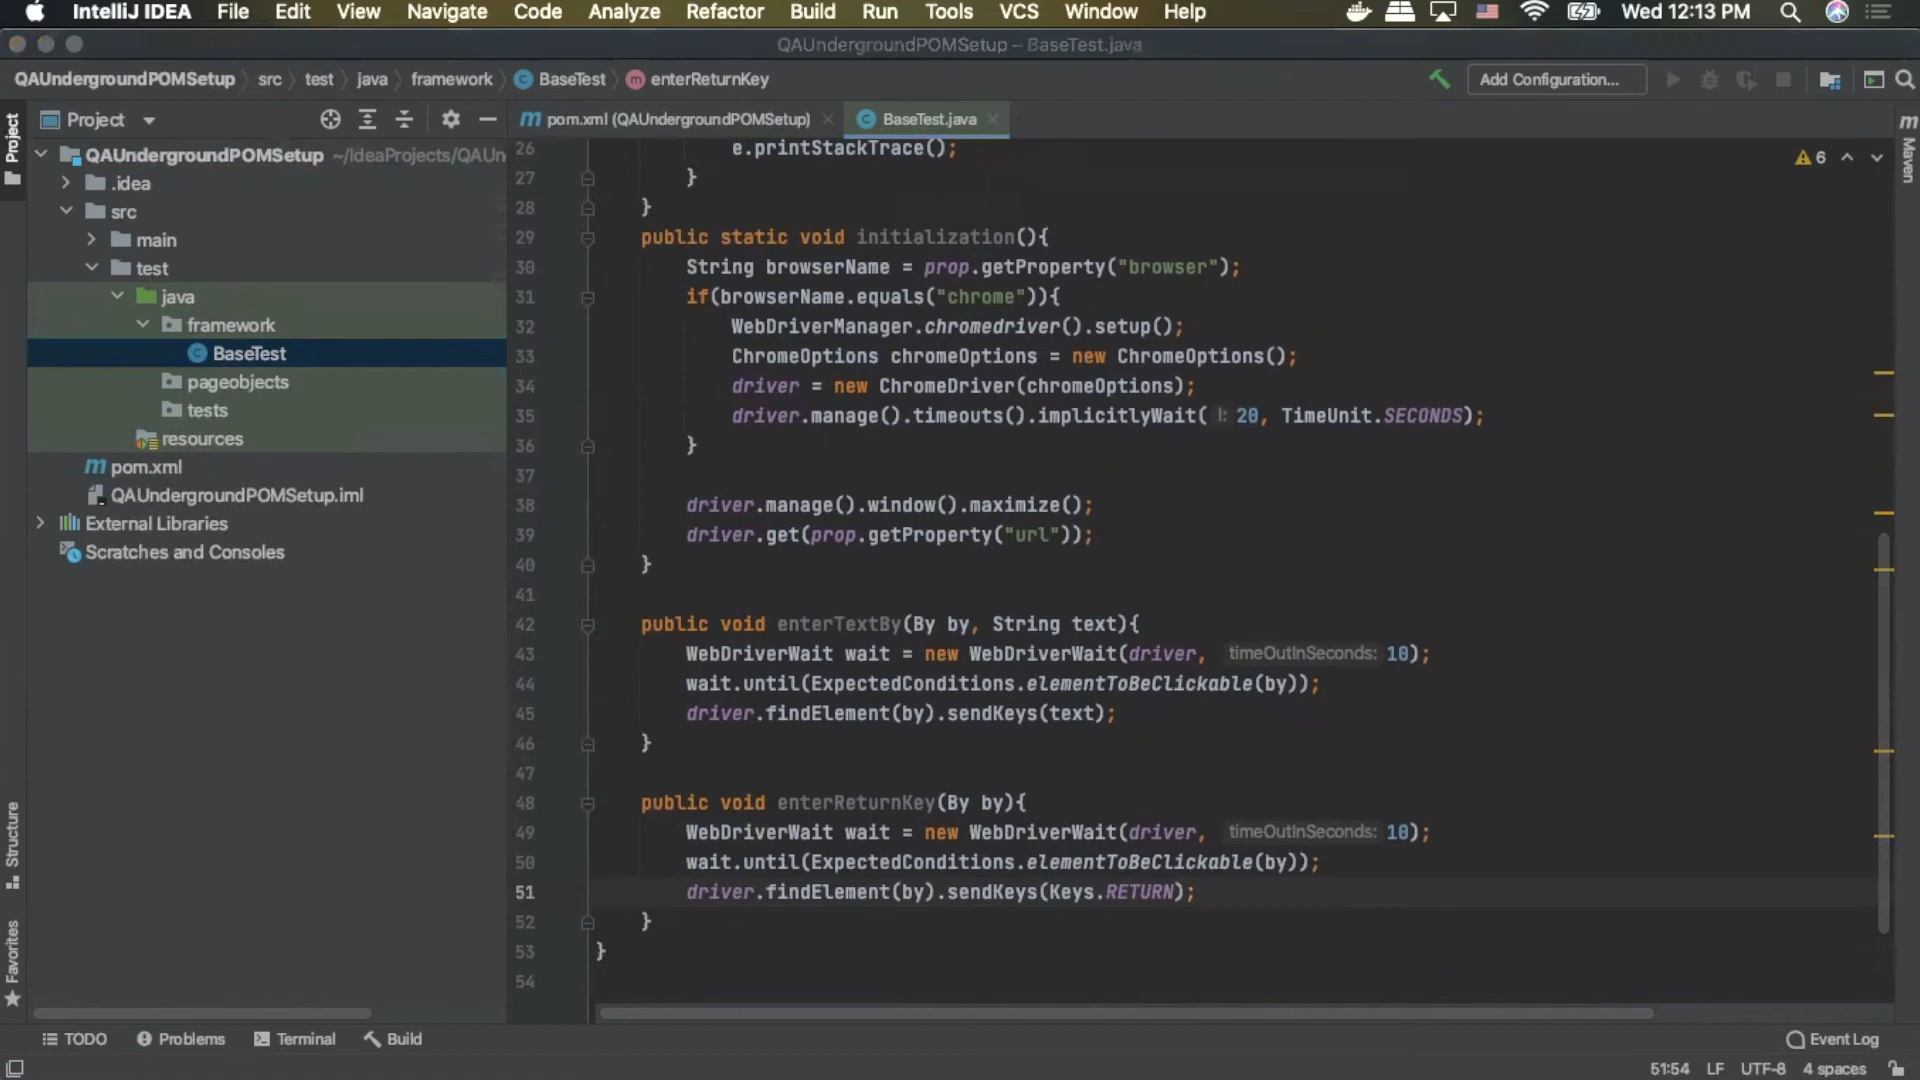 IntelliJ IDEA File Edit View Navigate Code Analyze Refactor Build Run Tools VCS Window Help Wed 12:13 PM
QAUndergroundPOMSetup – BaseTest.java
QAUndergroundPOMSetup src test java framework BaseTest enterReturnKey Add Configuration...
Project
Project
pom.xml (QAUndergroundPOMSetup)
BaseTest.java
Maven
QAUndergroundPOMSetup ~/IdeaProjects/QAUn
.idea
src
main
test
java
framework
BaseTest
pageobjects
tests
resources
pom.xml
QAUndergroundPOMSetup.iml
External Libraries
Scratches and Consoles
6
26 e.printStackTrace();
27 }
28 }
29 public static void initialization(){
30 String browserName = prop.getProperty("browser");
31 if(browserName.equals("chrome")){
32 WebDriverManager.chromedriver().setup();
33 ChromeOptions chromeOptions = new ChromeOptions();
34 driver = new ChromeDriver(chromeOptions);
35 driver.manage().timeouts().implicitlyWait( l: 20, TimeUnit.SECONDS);
36 }
37
38 driver.manage().window().maximize();
39 driver.get(prop.getProperty("url"));
40 }
41
42 public void enterTextBy(By by, String text){
43 WebDriverWait wait = new WebDriverWait(driver, timeOutInSeconds: 10);
44 wait.until(ExpectedConditions.elementToBeClickable(by));
45 driver.findElement(by).sendKeys(text);
46 }
47
48 public void enterReturnKey(By by){
49 WebDriverWait wait = new WebDriverWait(driver, timeOutInSeconds: 10);
50 wait.until(ExpectedConditions.elementToBeClickable(by));
51 driver.findElement(by).sendKeys(Keys.RETURN);
52 }
53 }
54
Structure
Favorites
TODO Problems Terminal Build Event Log
51:54 LF UTF-8 4 spaces